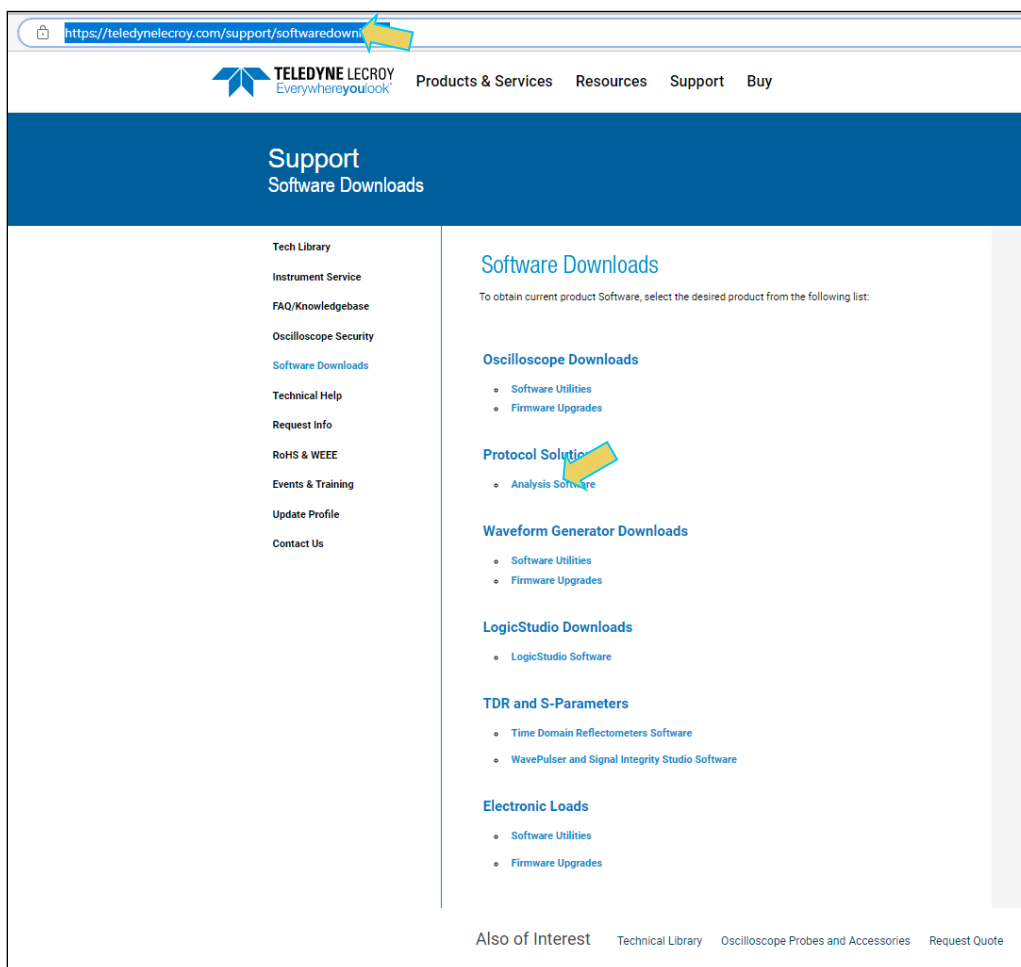 https://teledynelecroy.com/support/softwaredown
TELEDYNE LECROY
Everywhereyoulook
Products & Services Resources Support Buy
Support
Software Downloads
Tech Library
Instrument Service
FAQ/Knowledgebase
Oscilloscope Security
Software Downloads
Technical Help
Request Info
RoHS & WEEE
Events & Training
Update Profile
Contact Us
Software Downloads
To obtain current product Software, select the desired product from the following list:
Oscilloscope Downloads
Software Utilities
Firmware Upgrades
Protocol Solution
Analysis Software
Waveform Generator Downloads
Software Utilities
Firmware Upgrades
LogicStudio Downloads
LogicStudio Software
TDR and S-Parameters
Time Domain Reflectometers Software
WavePulser and Signal Integrity Studio Software
Electronic Loads
Software Utilities
Firmware Upgrades
Also of Interest Technical Library Oscilloscope Probes and Accessories Request Quote